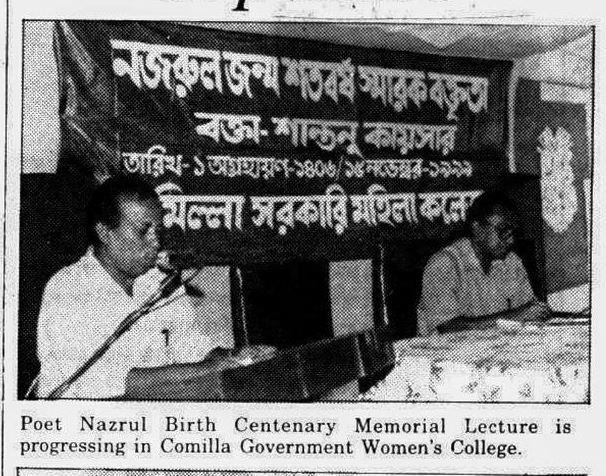 নজরুল জন্ম শতবর্ষ স্মারক বক্তৃতা
বক্তা- শান্তনু কায়সার
তারিখ- ১ অগ্রহায়ণ-১৪০৬/১৫ নভেম্বর-১৯৯৯
মিল্লা সরকারি মহিলা কলেজ
Poet Nazrul Birth Centenary Memorial Lecture is
progressing in Comilla Government Women's College.